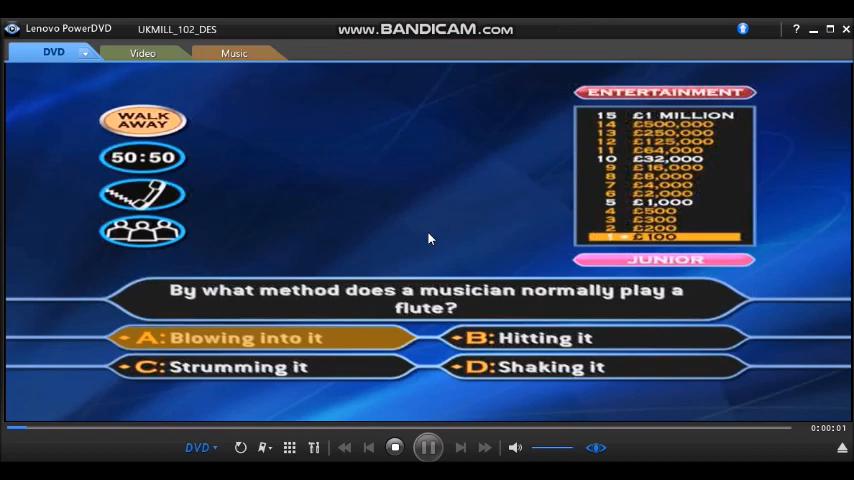 Lenovo PowerDVD
UKMILL_102_DES
www.BANDICAM.com
?
DVD
Video
Music
WALK
AWAY
50:50
ENTERTAINMENT
15 £1 MILLION
14 £500,000
13 £250,000
12 £125,000
11 £64,000
10 £32,000
9 £16,000
8 £8,000
7 £4,000
6 £2,000
5 £1,000
4 £500
3 £300
2 £200
1 £100
JUNIOR
By what method does a musician normally play a
flute?
A: Blowing into it
B: Hitting it
C: Strumming it
D: Shaking it
0:00:01
DVD